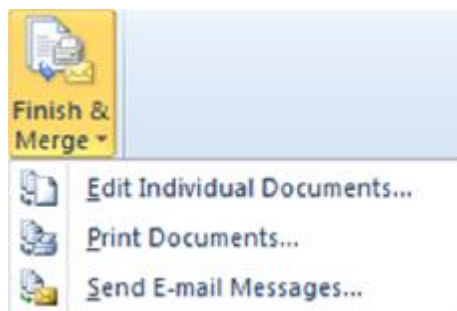 Finish &
Merge
Edit Individual Documents...
Print Documents...
Send E-mail Messages...